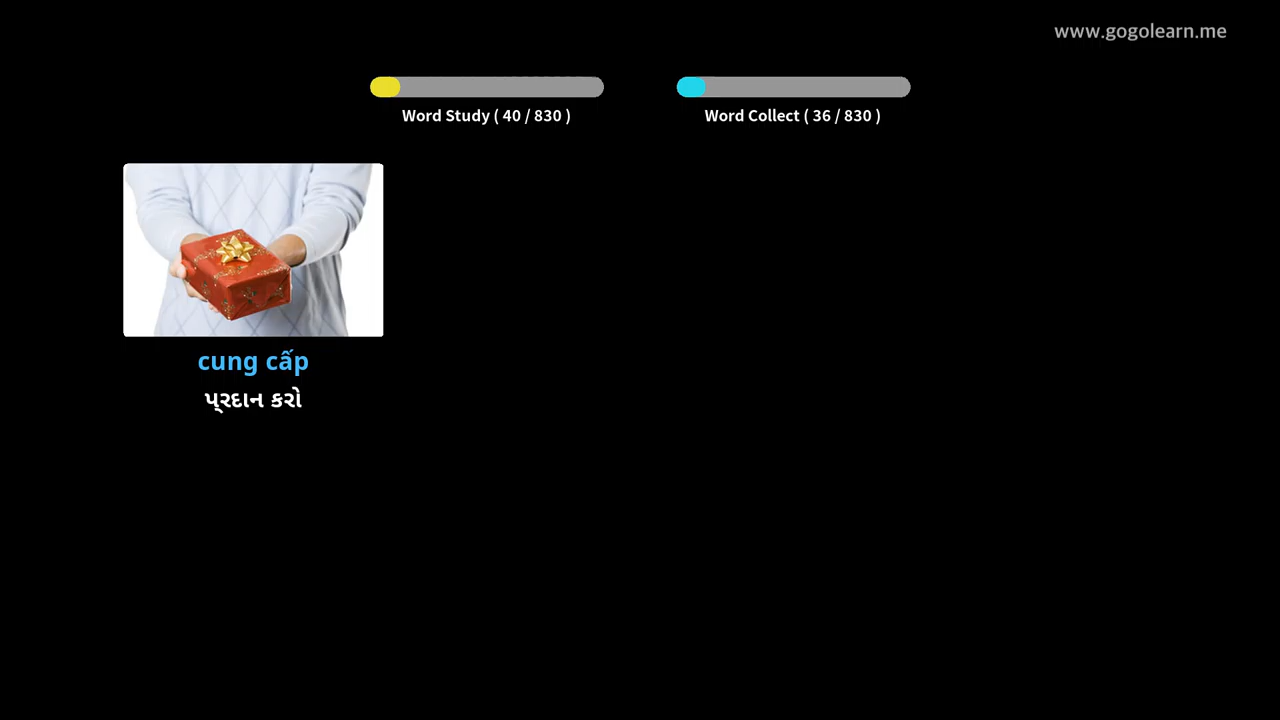 www.gogolearn.me
Word Study ( 40 / 830 )
Word Collect ( 36 / 830 )
cung cấp
પ્રદાન કરો